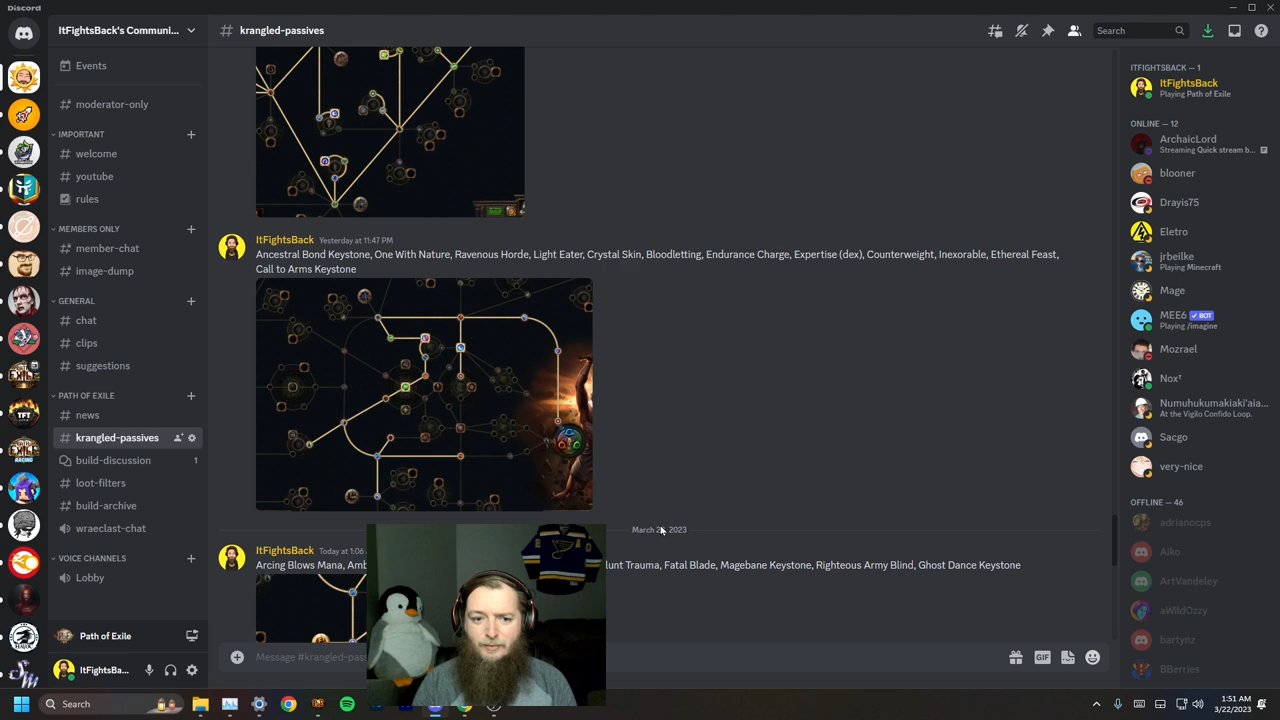 Discord
ItFightsBack's Communi...
krangled-passives
Search
Events
moderator-only
IMPORTANT
welcome
youtube
rules
MEMBERS ONLY
member-chat
image-dump
GENERAL
chat
clips
suggestions
PATH OF EXILE
news
krangled-passives
build-discussion
1
loot-filters
build-archive
wraeclast-chat
VOICE CHANNELS
Lobby
Path of Exile
ItFightsBa...
ItFightsBack Yesterday at 11:47 PM
Ancestral Bond Keystone, One With Nature, Ravenous Horde, Light Eater, Crystal Skin, Bloodletting, Endurance Charge, Expertise (dex), Counterweight, Inexorable, Ethereal Feast,
Call to Arms Keystone
ItFightsBack Today at 1:06
Arcing Blows Mana, Amb lunt Trauma, Fatal Blade, Magebane Keystone, Righteous Army Blind, Ghost Dance Keystone
Message #krangled-pas
GIF
ITFIGHTSBACK — 1
ItFightsBack
Playing Path of Exile
ONLINE — 12
ArchaicLord
Streaming Quick stream b...
blooner
Drayis75
Eletro
jrbeilke
Playing Minecraft
Mage
MEE6 BOT
Playing /imagine
Mozrael
Nox†
Numuhukumakiaki'aia...
At the Vigilo Confido Loop.
Sacgo
very-nice
OFFLINE — 46
adrianocps
Aiko
ArtVandeley
aWildOzzy
bartynz
BBerries
Search
1:51 AM
3/22/2023